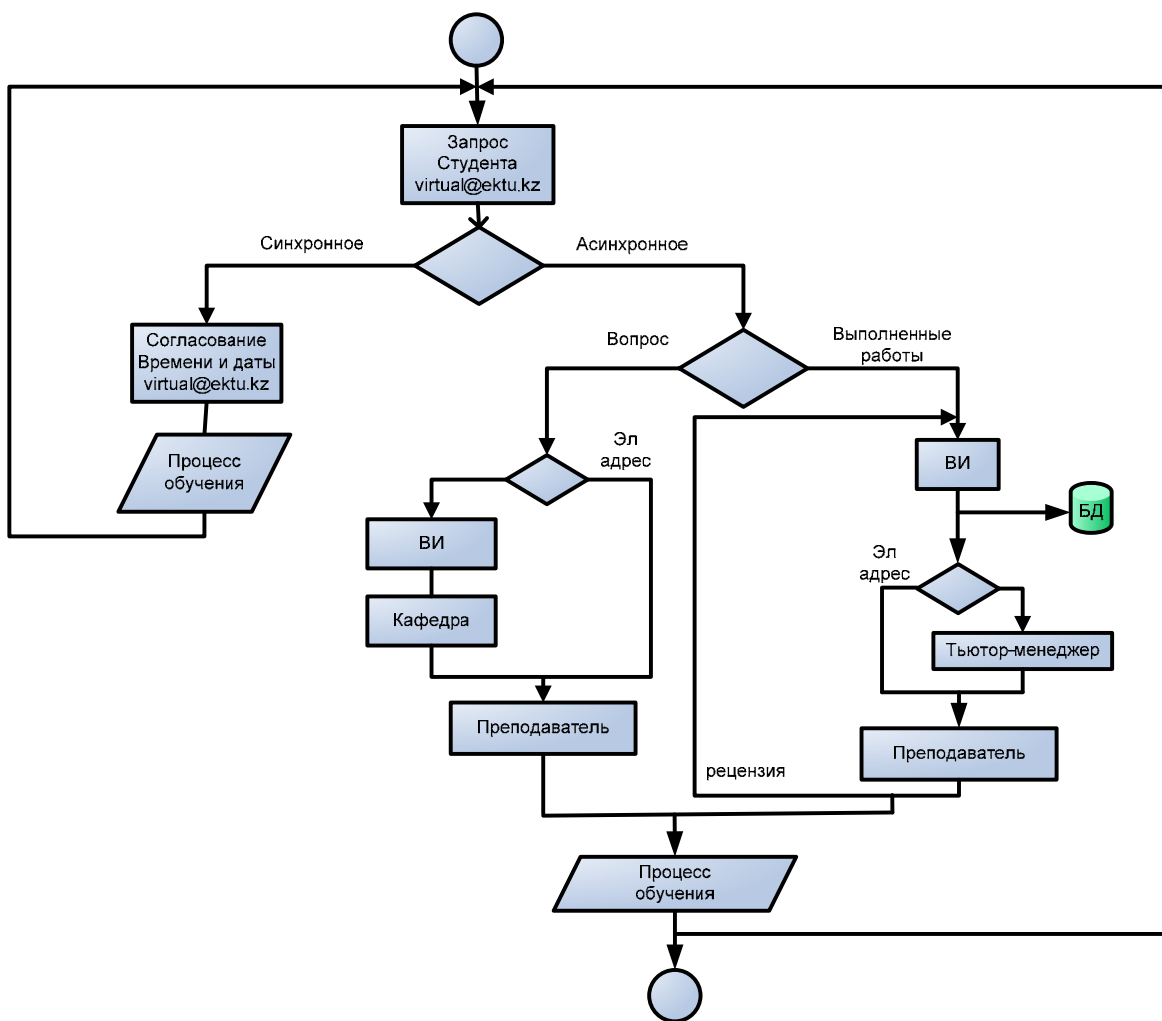 Запрос
Студента
virtual@ektu.kz
Синхронное
Асинхронное
Согласование
Времени и даты
virtual@ektu.kz
Вопрос
Выполненные
работы
Процесс
обучения
Эл
адрес
ВИ
БД
ВИ
Эл
адрес
Кафедра
Тьютор-менеджер
Преподаватель
Преподаватель
рецензия
Процесс
обучения